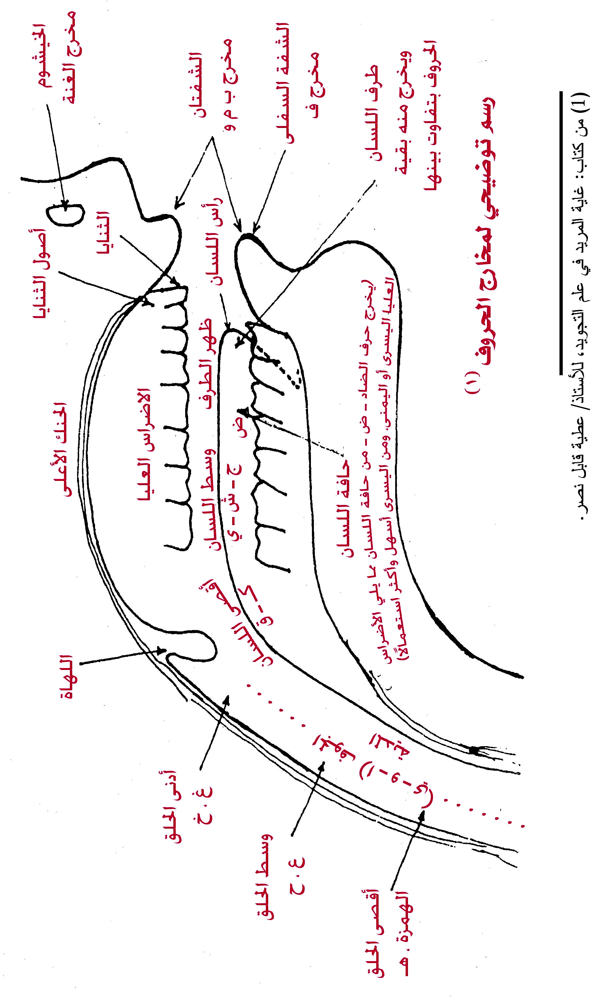 الخيشوم
مخرج الغنة
الشفتان
مخرج ب م و
الشفة السفلى
مخرج ف
طرف اللسان
ويخرج منه بقية
الحروف بتفاوت بينها
الثنايا
أصول الثنايا
رأس اللسان
ظهر الطرف
الحنك الأعلى
الاضراس العليا
وسط اللسان
ج - ش - ي
ض
حافة اللسان
(يخرج حرف الضاد - ض - من حافة اللسان مما يلي الأضراس
العليا اليسرى أو اليمنى، ومن اليسرى أسهل وأكثر استعمالاً)
أقصى اللسان
ق - ك
اللهاة
أدنى الحلق
غ . خ
وسط الحلق
ع . ح
أقصى الحلق
الهمزة . هـ
الجوف
(ي - و - ا)
المدية
رسم توضيحي لمخارج الحروف
(١)
(1) من كتاب: غاية المريد في علم التجويد، للأستاذ/ عطية قابل نصر.